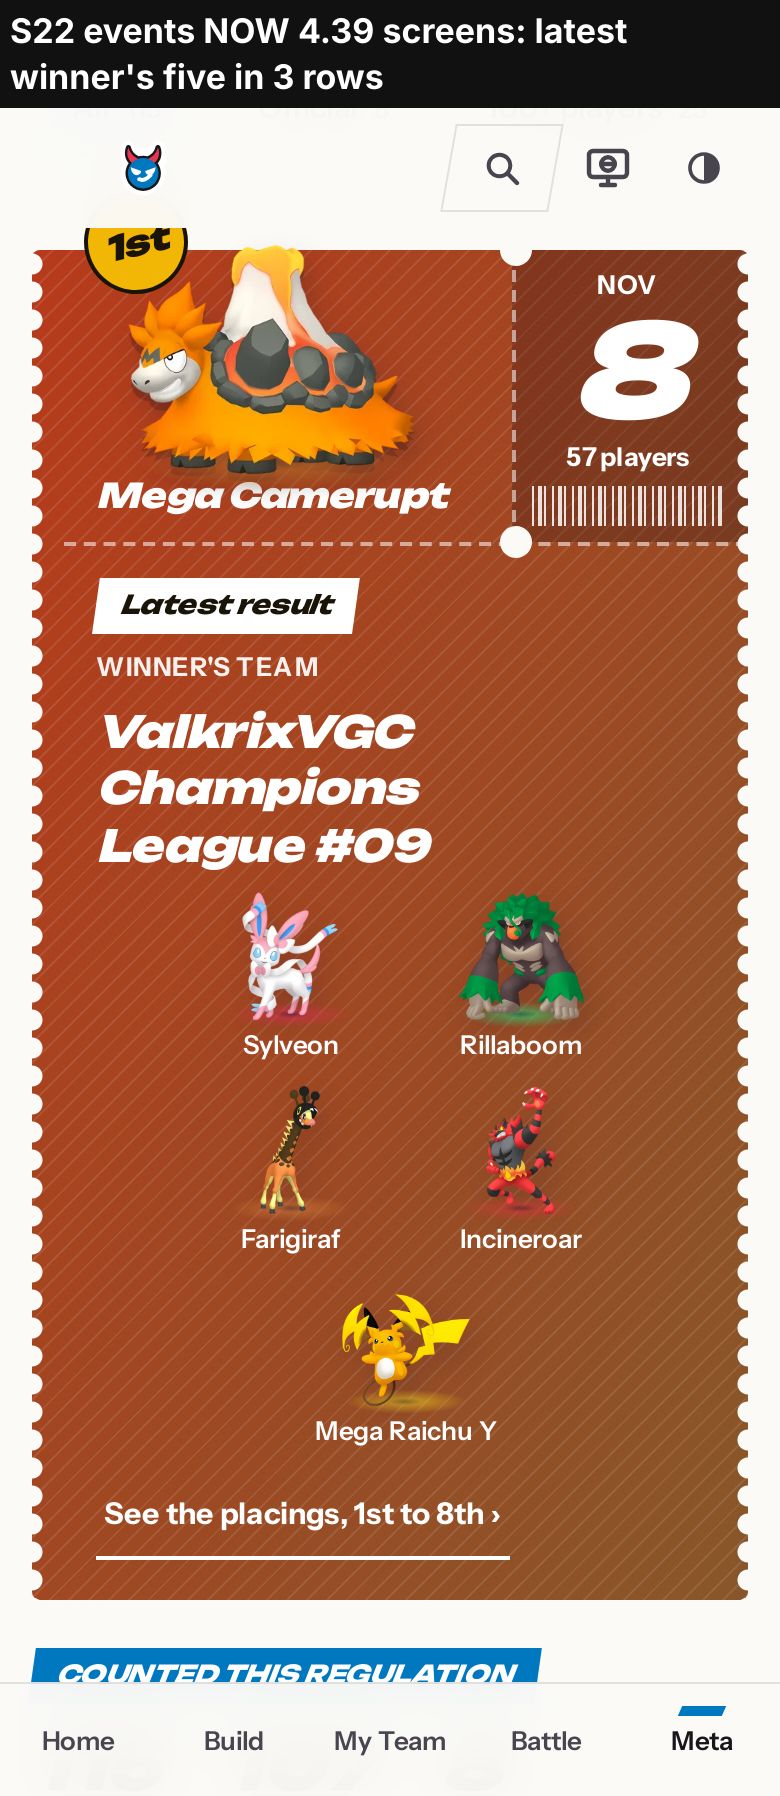 S22 events NOW 4.39 screens: latest
winner's five in 3 rows
1st
NOV
8
57 players
Mega Camerupt
Latest result
WINNER'S TEAM
ValkrixVGC
Champions
League #09
Sylveon
Rillaboom
Farigiraf
Incineroar
Mega Raichu Y
See the placings, 1st to 8th ›
COUNTED THIS REGULATION
Home
Build
My Team
Battle
Meta